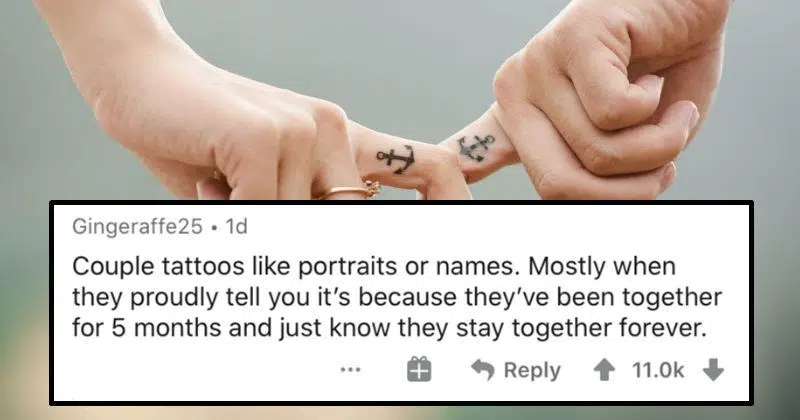 Gingeraffe25 • 1d
Couple tattoos like portraits or names. Mostly when
they proudly tell you it’s because they’ve been together
for 5 months and just know they stay together forever.
... Reply 11.0k